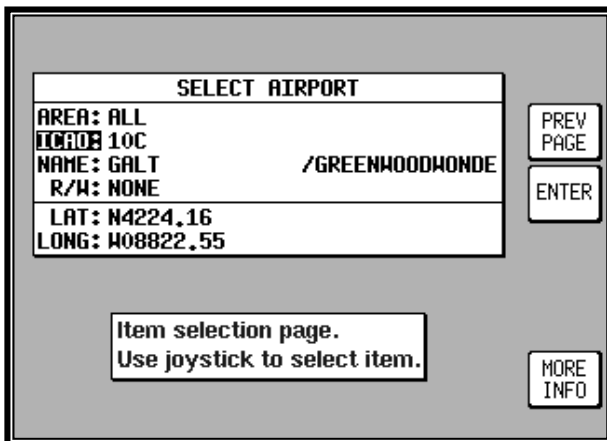 SELECT AIRPORT
AREA: ALL
ICAO: 10C
NAME: GALT /GREENWOODWONDE
R/W: NONE
LAT: N4224.16
LONG: W08822.55
PREV
PAGE
ENTER
Item selection page.
Use joystick to select item.
MORE
INFO